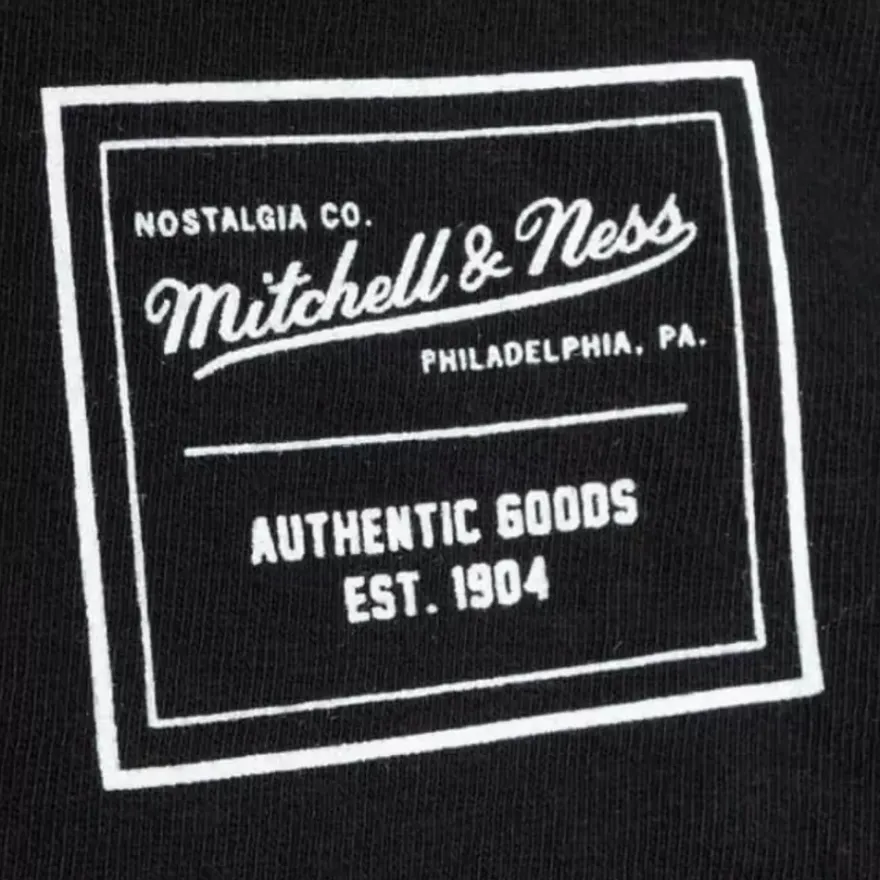 NOSTALGIA CO.
Mitchell & Ness
PHILADELPHIA, PA.
AUTHENTIC GOODS
EST. 1904